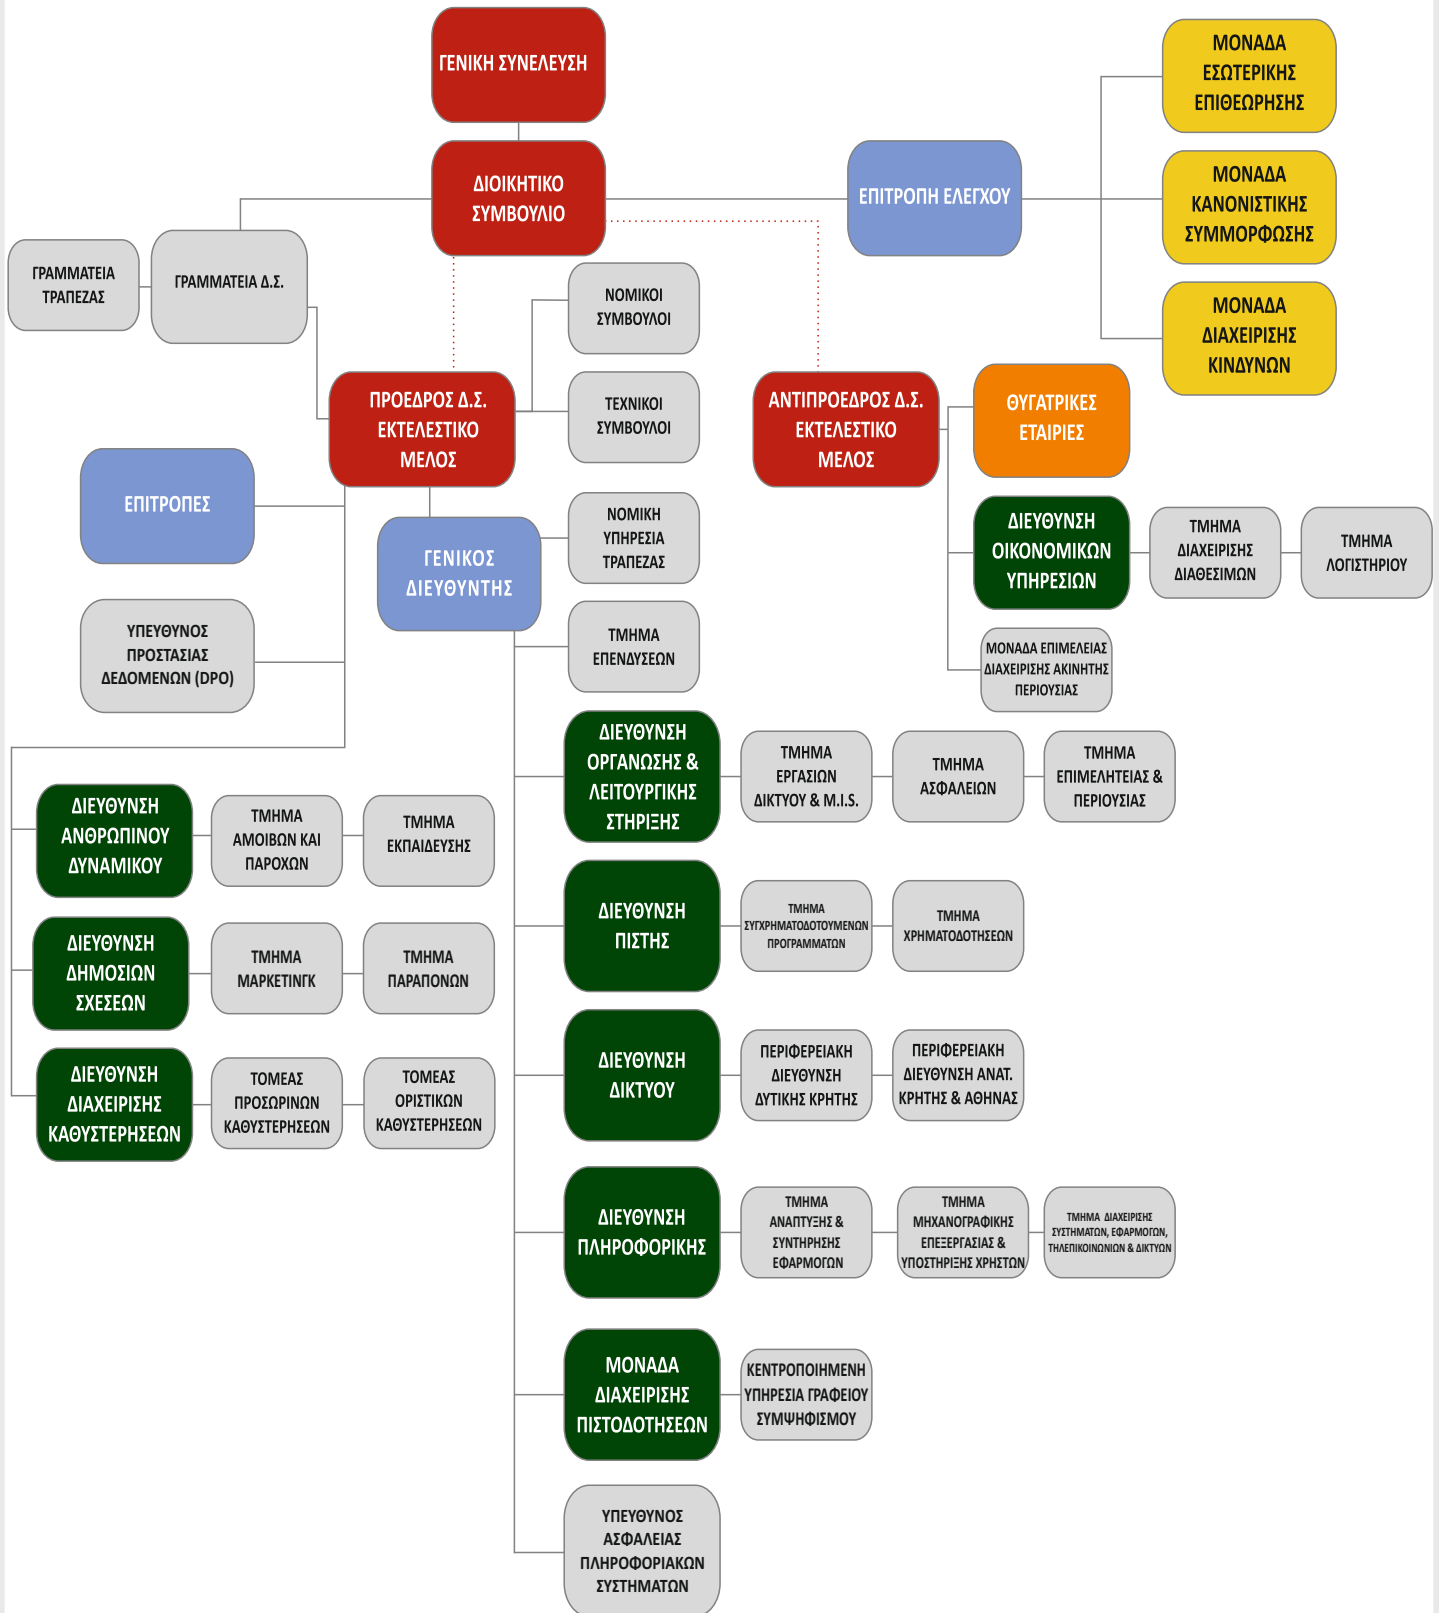 ΓΕΝΙΚΗ ΣΥΝΕΛΕΥΣΗ
ΔΙΟΙΚΗΤΙΚΟ
ΣΥΜΒΟΥΛΙΟ
ΕΠΙΤΡΟΠΗ ΕΛΕΓΧΟΥ
ΜΟΝΑΔΑ
ΕΣΩΤΕΡΙΚΗΣ
ΕΠΙΘΕΩΡΗΣΗΣ
ΜΟΝΑΔΑ
ΚΑΝΟΝΙΣΤΙΚΗΣ
ΣΥΜΜΟΡΦΩΣΗΣ
ΜΟΝΑΔΑ
ΔΙΑΧΕΙΡΙΣΗΣ
ΚΙΝΔΥΝΩΝ
ΓΡΑΜΜΑΤΕΙΑ
ΤΡΑΠΕΖΑΣ
ΓΡΑΜΜΑΤΕΙΑ Δ.Σ.
ΝΟΜΙΚΟΙ
ΣΥΜΒΟΥΛΟΙ
ΠΡΟΕΔΡΟΣ Δ.Σ.
ΕΚΤΕΛΕΣΤΙΚΟ
ΜΕΛΟΣ
ΤΕΧΝΙΚΟΙ
ΣΥΜΒΟΥΛΟΙ
ΑΝΤΙΠΡΟΕΔΡΟΣ Δ.Σ.
ΕΚΤΕΛΕΣΤΙΚΟ
ΜΕΛΟΣ
ΘΥΓΑΤΡΙΚΕΣ
ΕΤΑΙΡΙΕΣ
ΕΠΙΤΡΟΠΕΣ
ΓΕΝΙΚΟΣ
ΔΙΕΥΘΥΝΤΗΣ
ΝΟΜΙΚΗ
ΥΠΗΡΕΣΙΑ
ΤΡΑΠΕΖΑΣ
ΔΙΕΥΘΥΝΣΗ
ΟΙΚΟΝΟΜΙΚΩΝ
ΥΠΗΡΕΣΙΩΝ
ΤΜΗΜΑ
ΔΙΑΧΕΙΡΙΣΗΣ
ΔΙΑΘΕΣΙΜΩΝ
ΤΜΗΜΑ
ΛΟΓΙΣΤΗΡΙΟΥ
ΥΠΕΥΘΥΝΟΣ
ΠΡΟΣΤΑΣΙΑΣ
ΔΕΔΟΜΕΝΩΝ (DPO)
ΤΜΗΜΑ
ΕΠΕΝΔΥΣΕΩΝ
ΜΟΝΑΔΑ ΕΠΙΜΕΛΕΙΑΣ
ΔΙΑΧΕΙΡΙΣΗΣ ΑΚΙΝΗΤΗΣ
ΠΕΡΙΟΥΣΙΑΣ
ΔΙΕΥΘΥΝΣΗ
ΟΡΓΑΝΩΣΗΣ &
ΛΕΙΤΟΥΡΓΙΚΗΣ
ΣΤΗΡΙΞΗΣ
ΤΜΗΜΑ
ΕΡΓΑΣΙΩΝ
ΔΙΚΤΥΟΥ & M.I.S.
ΤΜΗΜΑ
ΑΣΦΑΛΕΙΩΝ
ΤΜΗΜΑ
ΕΠΙΜΕΛΗΤΕΙΑΣ &
ΠΕΡΙΟΥΣΙΑΣ
ΔΙΕΥΘΥΝΣΗ
ΑΝΘΡΩΠΙΝΟΥ
ΔΥΝΑΜΙΚΟΥ
ΤΜΗΜΑ
ΑΜΟΙΒΩΝ ΚΑΙ
ΠΑΡΟΧΩΝ
ΤΜΗΜΑ
ΕΚΠΑΙΔΕΥΣΗΣ
ΔΙΕΥΘΥΝΣΗ
ΠΙΣΤΗΣ
ΤΜΗΜΑ
ΣΥΓΧΡΗΜΑΤΟΔΟΤΟΥΜΕΝΩΝ
ΠΡΟΓΡΑΜΜΑΤΩΝ
ΤΜΗΜΑ
ΧΡΗΜΑΤΟΔΟΤΗΣΕΩΝ
ΔΙΕΥΘΥΝΣΗ
ΔΗΜΟΣΙΩΝ
ΣΧΕΣΕΩΝ
ΤΜΗΜΑ
ΜΑΡΚΕΤΙΝΓΚ
ΤΜΗΜΑ
ΠΑΡΑΠΟΝΩΝ
ΔΙΕΥΘΥΝΣΗ
ΔΙΚΤΥΟΥ
ΠΕΡΙΦΕΡΕΙΑΚΗ
ΔΙΕΥΘΥΝΣΗ
ΔΥΤΙΚΗΣ ΚΡΗΤΗΣ
ΠΕΡΙΦΕΡΕΙΑΚΗ
ΔΙΕΥΘΥΝΣΗ ΑΝΑΤ.
ΚΡΗΤΗΣ & ΑΘΗΝΑΣ
ΔΙΕΥΘΥΝΣΗ
ΔΙΑΧΕΙΡΙΣΗΣ
ΚΑΘΥΣΤΕΡΗΣΕΩΝ
ΤΟΜΕΑΣ
ΠΡΟΣΩΡΙΝΩΝ
ΚΑΘΥΣΤΕΡΗΣΕΩΝ
ΤΟΜΕΑΣ
ΟΡΙΣΤΙΚΩΝ
ΚΑΘΥΣΤΕΡΗΣΕΩΝ
ΔΙΕΥΘΥΝΣΗ
ΠΛΗΡΟΦΟΡΙΚΗΣ
ΤΜΗΜΑ
ΑΝΑΠΤΥΞΗΣ &
ΣΥΝΤΗΡΗΣΗΣ
ΕΦΑΡΜΟΓΩΝ
ΤΜΗΜΑ
ΜΗΧΑΝΟΓΡΑΦΙΚΗΣ
ΕΠΕΞΕΡΓΑΣΙΑΣ &
ΥΠΟΣΤΗΡΙΞΗΣ ΧΡΗΣΤΩΝ
ΤΜΗΜΑ ΔΙΑΧΕΙΡΙΣΗΣ
ΣΥΣΤΗΜΑΤΩΝ, ΕΦΑΡΜΟΓΩΝ,
ΤΗΛΕΠΙΚΟΙΝΩΝΙΩΝ & ΔΙΚΤΥΩΝ
ΜΟΝΑΔΑ
ΔΙΑΧΕΙΡΙΣΗΣ
ΠΙΣΤΟΔΟΤΗΣΕΩΝ
ΚΕΝΤΡΟΠΟΙΗΜΕΝΗ
ΥΠΗΡΕΣΙΑ ΓΡΑΦΕΙΟΥ
ΣΥΜΨΗΦΙΣΜΟΥ
ΥΠΕΥΘΥΝΟΣ
ΑΣΦΑΛΕΙΑΣ
ΠΛΗΡΟΦΟΡΙΑΚΩΝ
ΣΥΣΤΗΜΑΤΩΝ